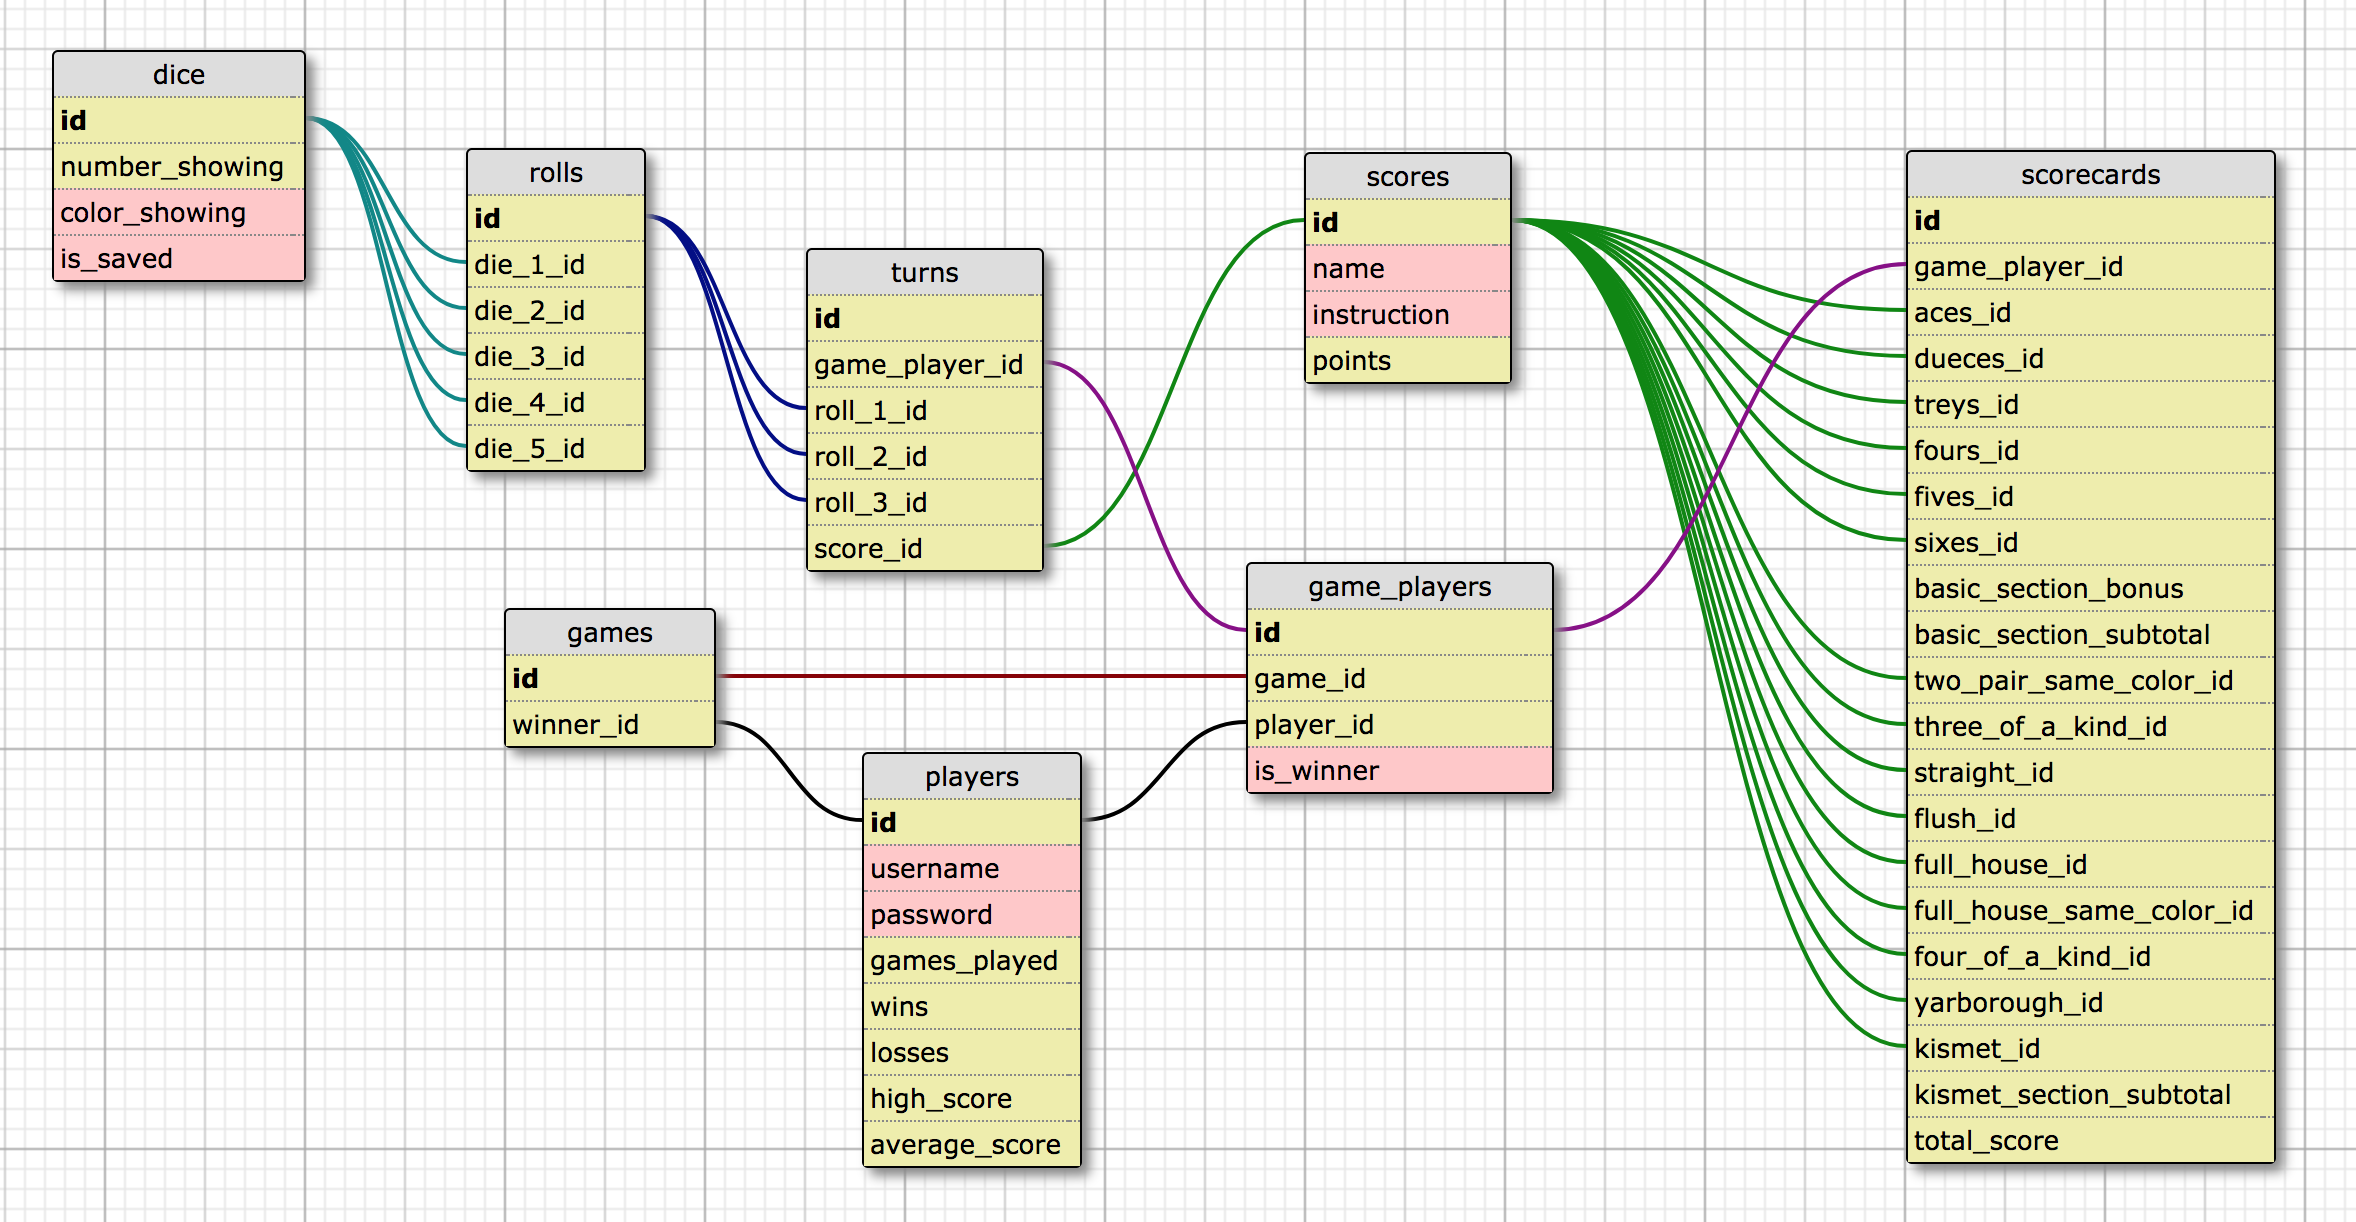 dice
id
number_showing
color_showing
is_saved
rolls
id
die_1_id
die_2_id
die_3_id
die_4_id
die_5_id
turns
id
game_player_id
roll_1_id
roll_2_id
roll_3_id
score_id
scores
id
name
instruction
points
scorecards
id
game_player_id
aces_id
dueces_id
treys_id
fours_id
fives_id
sixes_id
basic_section_bonus
basic_section_subtotal
two_pair_same_color_id
three_of_a_kind_id
straight_id
flush_id
full_house_id
full_house_same_color_id
four_of_a_kind_id
yarborough_id
kismet_id
kismet_section_subtotal
total_score
games
id
winner_id
players
id
username
password
games_played
wins
losses
high_score
average_score
game_players
id
game_id
player_id
is_winner